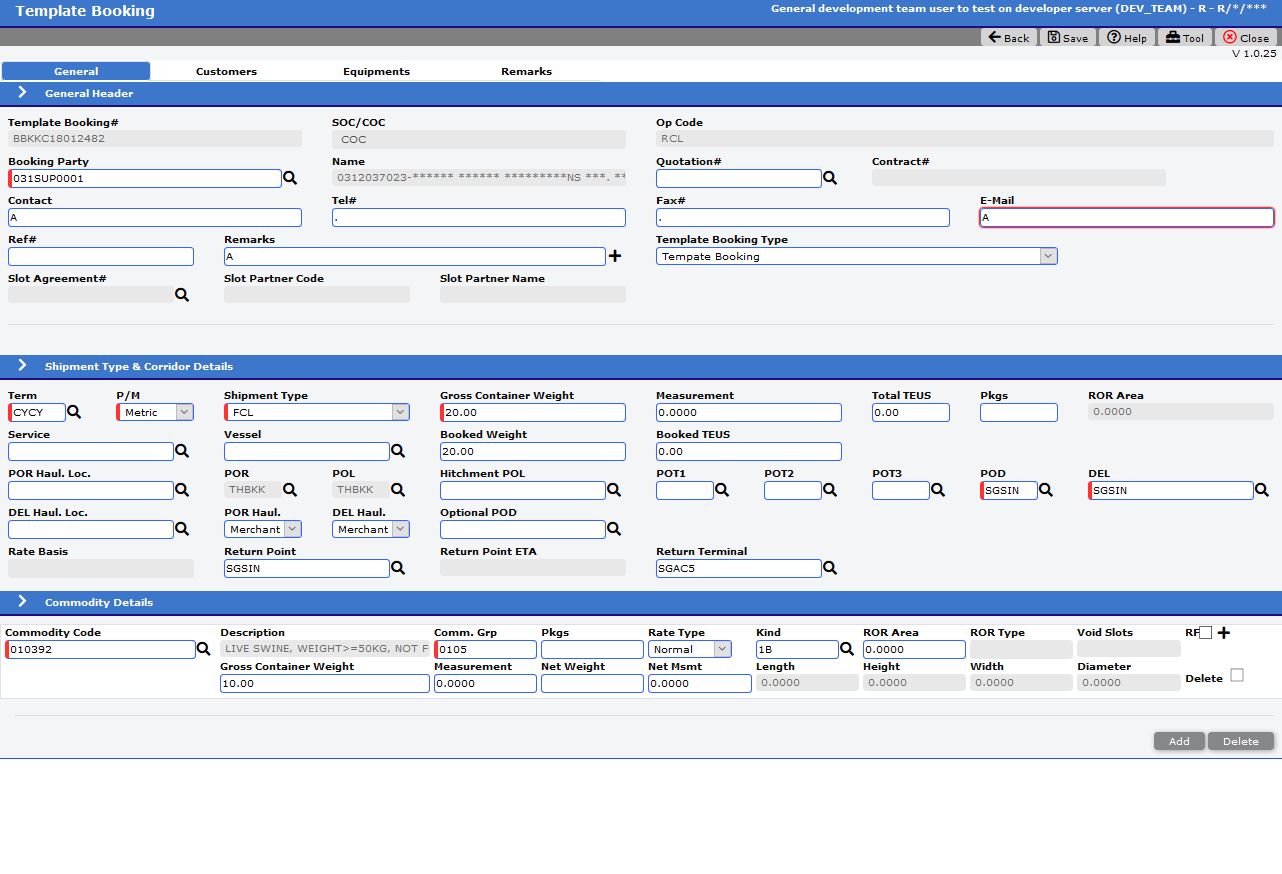 Template Booking
General development team user to test on developer server (DEV_TEAM) - R - R/*/***
Back Save Help Tool Close
V 1.0.25
General Customers Equipments Remarks
General Header
Template Booking# SOC/COC Op Code
BBKKC18012482 COC RCL
Booking Party Name Quotation# Contract#
031SUP0001 0312037023-****** ****** *********NS ***. **
Contact Tel# Fax# E-Mail
A . . A
Ref# Remarks Template Booking Type
A Tempate Booking
Slot Agreement# Slot Partner Code Slot Partner Name
Shipment Type & Corridor Details
Term P/M Shipment Type Gross Container Weight Measurement Total TEUS Pkgs ROR Area
CYCY Metric FCL 20.00 0.0000 0.00 0.0000
Service Vessel Booked Weight Booked TEUS
20.00 0.00
POR Haul. Loc. POR POL Hitchment POL POT1 POT2 POT3 POD DEL
THBKK THBKK SGSIN SGSIN
DEL Haul. Loc. POR Haul. DEL Haul. Optional POD
Merchant Merchant
Rate Basis Return Point Return Point ETA Return Terminal
SGSIN SGAC5
Commodity Details
Commodity Code Description Comm. Grp Pkgs Rate Type Kind ROR Area ROR Type Void Slots RF
010392 LIVE SWINE, WEIGHT>=50KG, NOT F 0105 Normal 1B 0.0000
Gross Container Weight Measurement Net Weight Net Msmt Length Height Width Diameter Delete
10.00 0.0000 0.0000 0.0000 0.0000 0.0000 0.0000
Add Delete